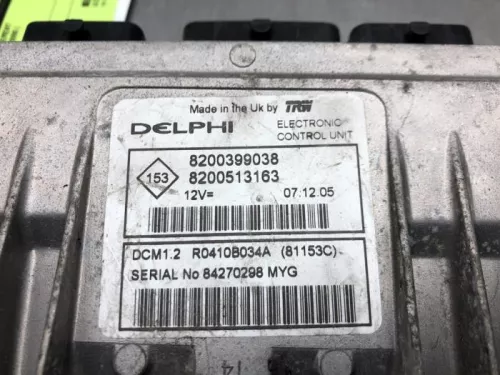 Made in the Uk by TRW
DELPHI
ELECTRONIC
CONTROL UNIT
8200399038
153
8200513163
12V=
07.12.05
DCM1.2 R0410B034A (81153C)
SERIAL No 84270298 MYG
14